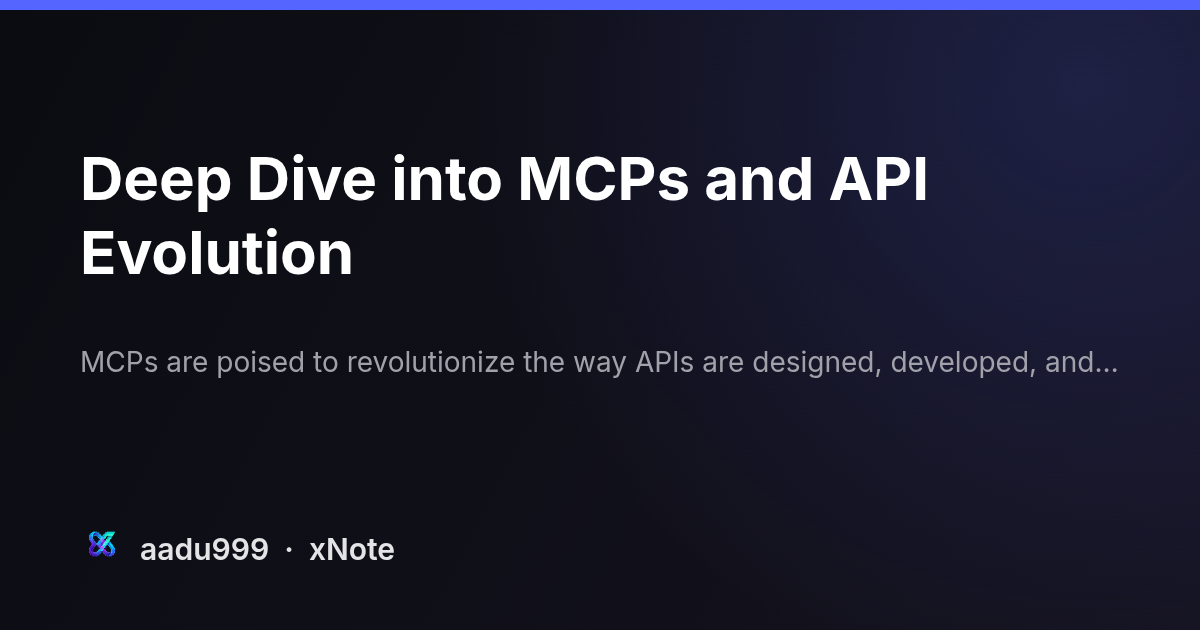 Deep Dive into MCPs and API
Evolution
MCPs are poised to revolutionize the way APIs are designed, developed, and...
aadu999 · xNote